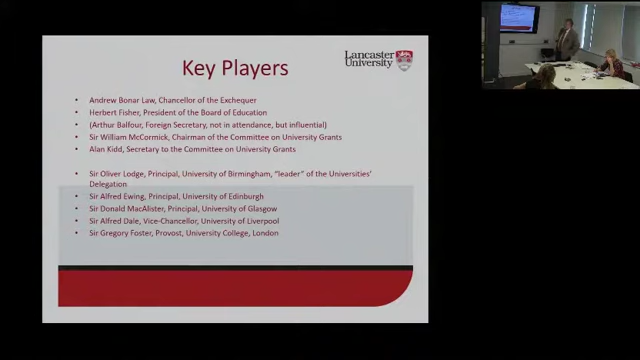 Key Players
Lancaster
University
• Andrew Bonar Law, Chancellor of the Exchequer
• Herbert Fisher, President of the Board of Education
• (Arthur Balfour, Foreign Secretary, not in attendance, but influential)
• Sir William McCormick, Chairman of the Committee on University Grants
• Alan Kidd, Secretary to the Committee on University Grants
• Sir Oliver Lodge, Principal, University of Birmingham, "leader" of the Universities'
Delegation
• Sir Alfred Ewing, Principal, University of Edinburgh
• Sir Donald MacAlister, Principal, University of Glasgow
• Sir Alfred Dale, Vice-Chancellor, University of Liverpool
• Sir Gregory Foster, Provost, University College, London